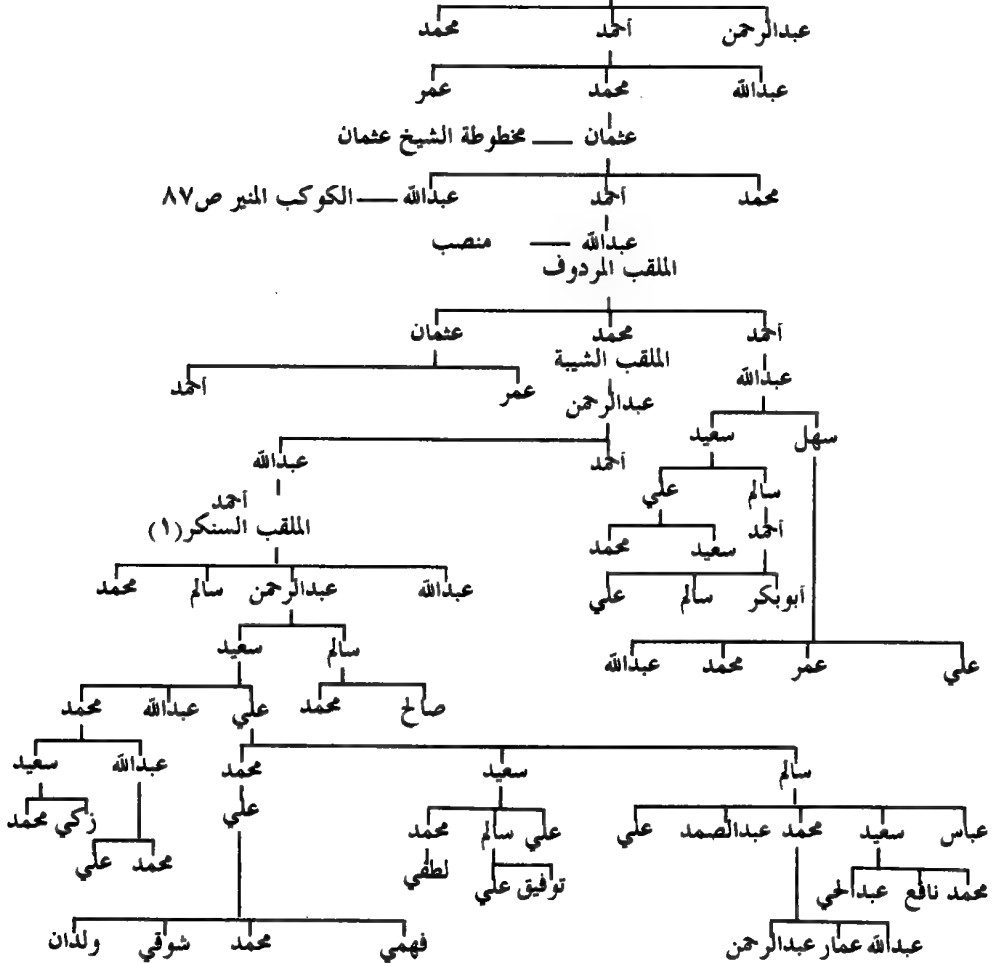 عبدالرحمن أحمد محمد
عبدالله محمد عمر
عثمان — مخطوطة الشيخ عثمان
محمد أحمد عبدالله — الكوكب المنير ص٨٧
عبدالله — منصب
الملقب المردوف
أحمد محمد عثمان
الملقب الشيبة
عبدالله عمر أحمد
عبدالرحمن
سهل سعيد أحمد عبدالله
سالم علي أحمد
أحمد سعيد محمد الملقب السنكر (١)
أبوبكر سالم علي عبدالله عبدالرحمن سالم محمد
علي عمر محمد عبدالله سالم سعيد
صالح محمد علي عبدالله محمد
سالم سعيد محمد عبدالله سعيد
عباس سعيد محمد عبدالصمد علي علي سالم محمد علي زكي محمد
محمد نافع عبدالحي توفيق علي لطفي محمد علي
عبدالله عمار عبدالرحمن فهمي محمد شوقي ولدان